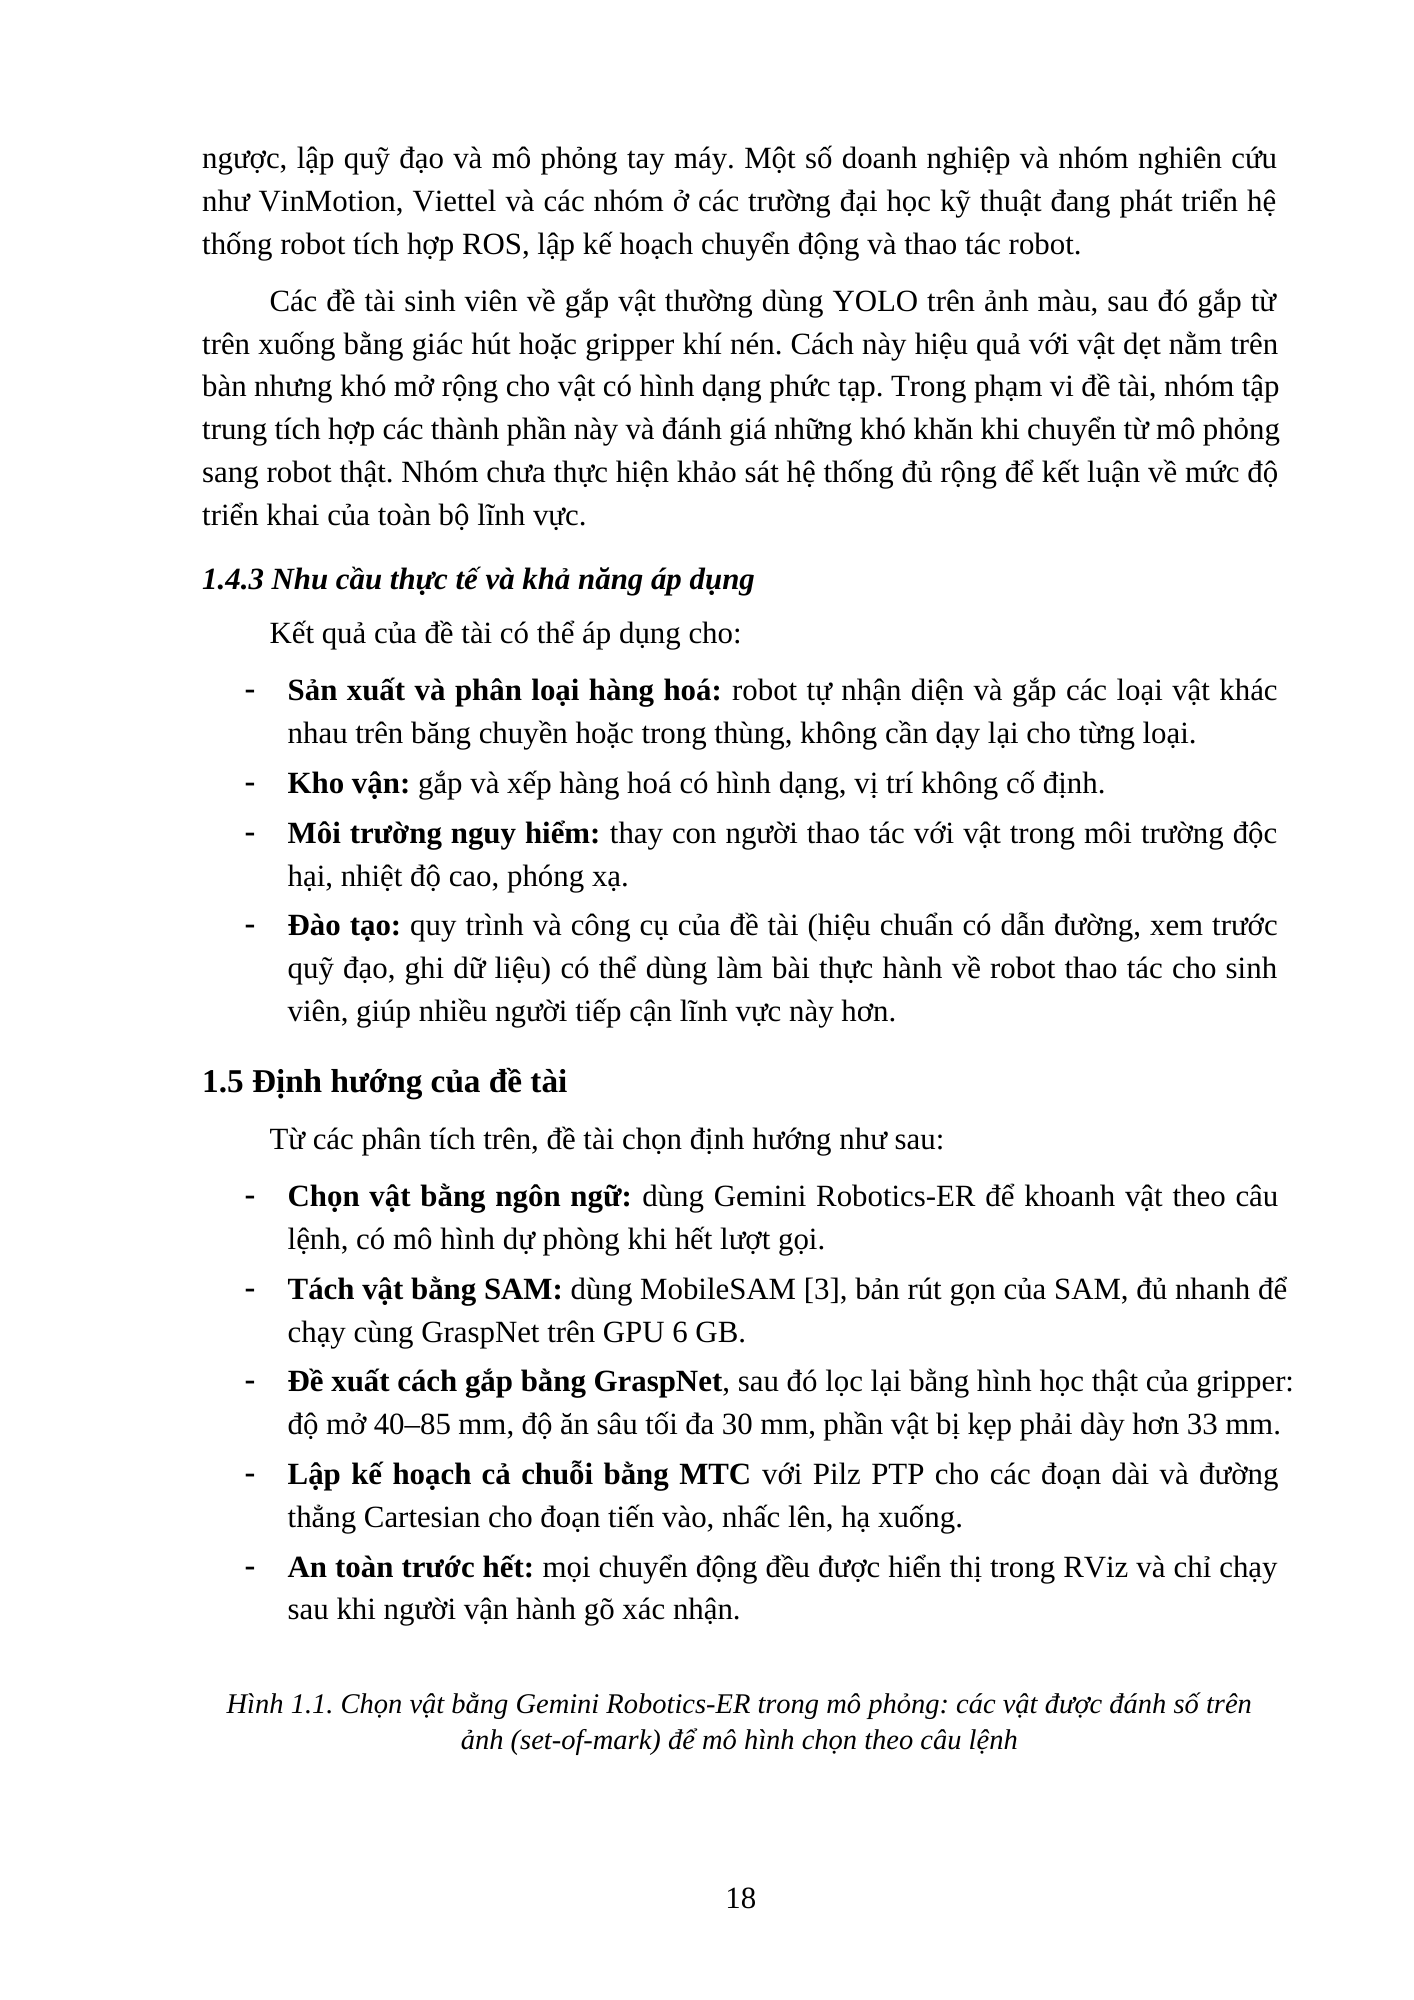 ngược, lập quỹ đạo và mô phỏng tay máy. Một số doanh nghiệp và nhóm nghiên cứu
như VinMotion, Viettel và các nhóm ở các trường đại học kỹ thuật đang phát triển hệ
thống robot tích hợp ROS, lập kế hoạch chuyển động và thao tác robot.
Các đề tài sinh viên về gắp vật thường dùng YOLO trên ảnh màu, sau đó gắp từ
trên xuống bằng giác hút hoặc gripper khí nén. Cách này hiệu quả với vật dẹt nằm trên
bàn nhưng khó mở rộng cho vật có hình dạng phức tạp. Trong phạm vi đề tài, nhóm tập
trung tích hợp các thành phần này và đánh giá những khó khăn khi chuyển từ mô phỏng
sang robot thật. Nhóm chưa thực hiện khảo sát hệ thống đủ rộng để kết luận về mức độ
triển khai của toàn bộ lĩnh vực.
1.4.3 Nhu cầu thực tế và khả năng áp dụng
Kết quả của đề tài có thể áp dụng cho:
- Sản xuất và phân loại hàng hoá: robot tự nhận diện và gắp các loại vật khác
nhau trên băng chuyền hoặc trong thùng, không cần dạy lại cho từng loại.
- Kho vận: gắp và xếp hàng hoá có hình dạng, vị trí không cố định.
- Môi trường nguy hiểm: thay con người thao tác với vật trong môi trường độc
hại, nhiệt độ cao, phóng xạ.
- Đào tạo: quy trình và công cụ của đề tài (hiệu chuẩn có dẫn đường, xem trước
quỹ đạo, ghi dữ liệu) có thể dùng làm bài thực hành về robot thao tác cho sinh
viên, giúp nhiều người tiếp cận lĩnh vực này hơn.
1.5 Định hướng của đề tài
Từ các phân tích trên, đề tài chọn định hướng như sau:
- Chọn vật bằng ngôn ngữ: dùng Gemini Robotics-ER để khoanh vật theo câu
lệnh, có mô hình dự phòng khi hết lượt gọi.
- Tách vật bằng SAM: dùng MobileSAM [3], bản rút gọn của SAM, đủ nhanh để
chạy cùng GraspNet trên GPU 6 GB.
- Đề xuất cách gắp bằng GraspNet, sau đó lọc lại bằng hình học thật của gripper:
độ mở 40–85 mm, độ ăn sâu tối đa 30 mm, phần vật bị kẹp phải dày hơn 33 mm.
- Lập kế hoạch cả chuỗi bằng MTC với Pilz PTP cho các đoạn dài và đường
thẳng Cartesian cho đoạn tiến vào, nhấc lên, hạ xuống.
- An toàn trước hết: mọi chuyển động đều được hiển thị trong RViz và chỉ chạy
sau khi người vận hành gõ xác nhận.
Hình 1.1. Chọn vật bằng Gemini Robotics-ER trong mô phỏng: các vật được đánh số trên
ảnh (set-of-mark) để mô hình chọn theo câu lệnh
18